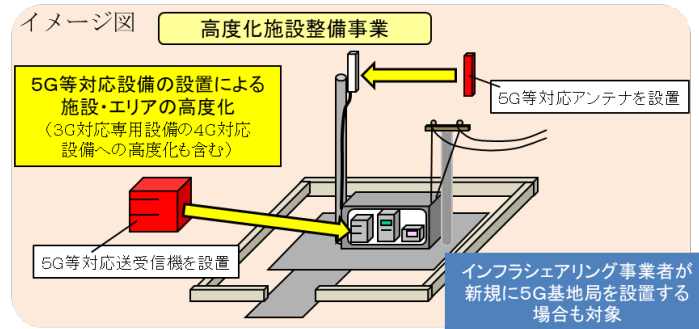 イメージ図
高度化施設整備事業
5G等対応設備の設置による
施設・エリアの高度化
(3G対応専用設備の4G対応
設備への高度化も含む)
5G等対応アンテナを設置
5G等対応送受信機を設置
インフラシェアリング事業者が
新規に5G基地局を設置する
場合も対象